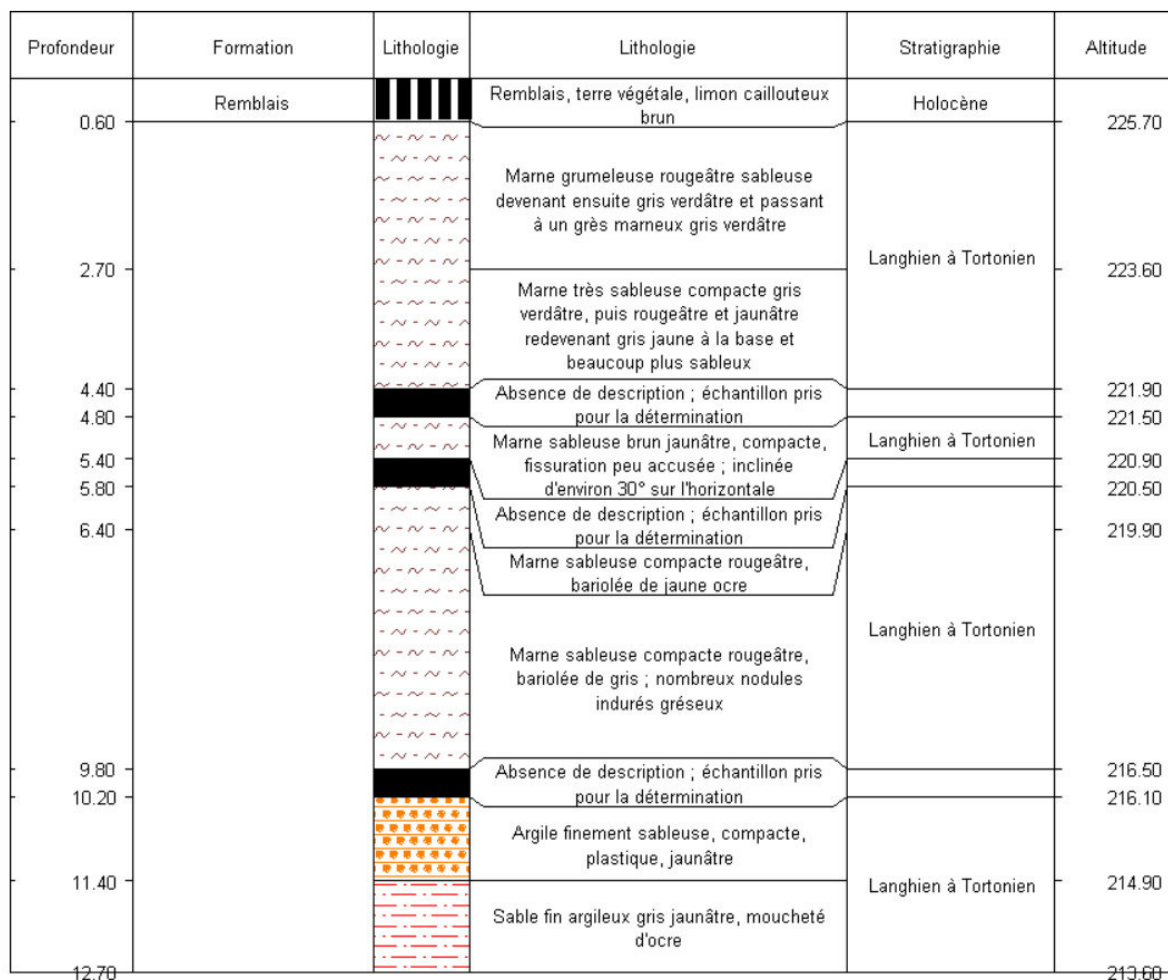 Profondeur Formation Lithologie Lithologie Stratigraphie Altitude
Remblais
Remblais, terre végétale, limon caillouteux
brun
Holocène
0.60
225.70
Marne grumeleuse rougeâtre sableuse
devenant ensuite gris verdâtre et passant
à un grès marneux gris verdâtre
Langhien à Tortonien
2.70
223.60
Marne très sableuse compacte gris
verdâtre, puis rougeâtre et jaunâtre
redevenant gris jaune à la base et
beaucoup plus sableux
4.40
221.90
Absence de description ; échantillon pris
pour la détermination
4.80
221.50
Marne sableuse brun jaunâtre, compacte,
fissuration peu accusée ; inclinée
d'environ 30° sur l'horizontale
Langhien à Tortonien
5.40
220.90
Absence de description ; échantillon pris
pour la détermination
5.80
220.50
Marne sableuse compacte rougeâtre,
bariolée de jaune ocre
6.40
219.90
Marne sableuse compacte rougeâtre,
bariolée de gris ; nombreux nodules
indurés gréseux
Langhien à Tortonien
9.80
216.50
Absence de description ; échantillon pris
pour la détermination
10.20
216.10
Argile finement sableuse, compacte,
plastique, jaunâtre
11.40
214.90
Langhien à Tortonien
Sable fin argileux gris jaunâtre, moucheté
d'ocre
12.70
213.60